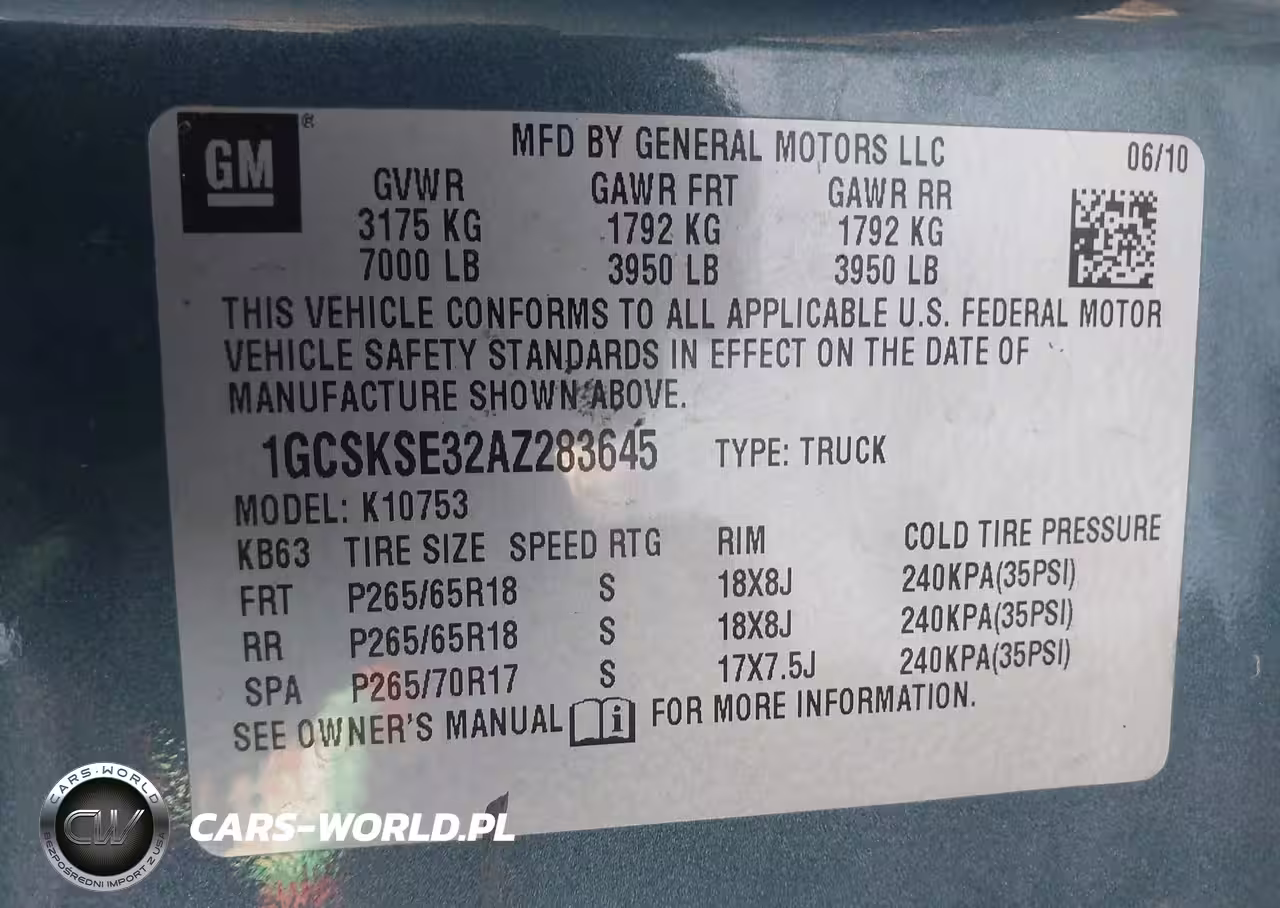 GM ®
MFD BY GENERAL MOTORS LLC 06/10
GVWR GAWR FRT GAWR RR
3175 KG 1792 KG 1792 KG
7000 LB 3950 LB 3950 LB
THIS VEHICLE CONFORMS TO ALL APPLICABLE U.S. FEDERAL MOTOR
VEHICLE SAFETY STANDARDS IN EFFECT ON THE DATE OF
MANUFACTURE SHOWN ABOVE.
1GCSKSE32AZ283645 TYPE: TRUCK
MODEL: K10753
KB63 TIRE SIZE SPEED RTG RIM COLD TIRE PRESSURE
FRT P265/65R18 S 18X8J 240KPA(35PSI)
RR P265/65R18 S 18X8J 240KPA(35PSI)
SPA P265/70R17 S 17X7.5J 240KPA(35PSI)
SEE OWNER'S MANUAL i FOR MORE INFORMATION.
CARS-WORLD
CW
BEZPOŚREDNI IMPORT Z USA
CARS-WORLD.PL